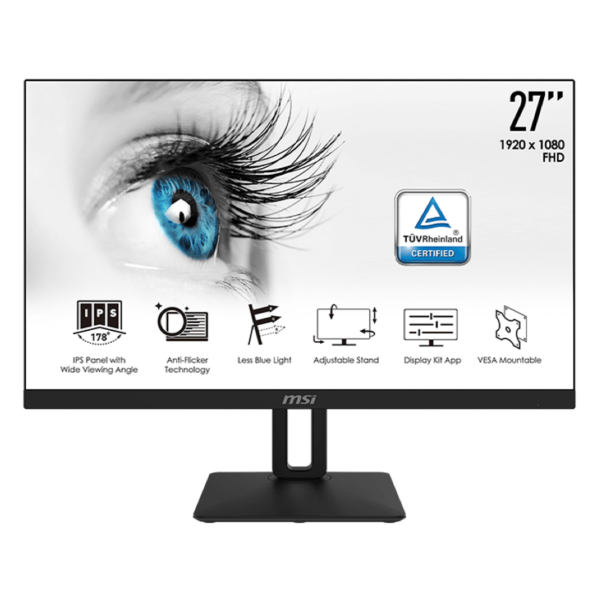 27’’
1920 x 1080
FHD
TÜVRheinland®
CERTIFIED
IPS
178°
IPS Panel with
Wide Viewing Angle
Anti-Flicker
Technology
Less Blue Light
Adjustable Stand
Display Kit App
VESA Mountable
msi